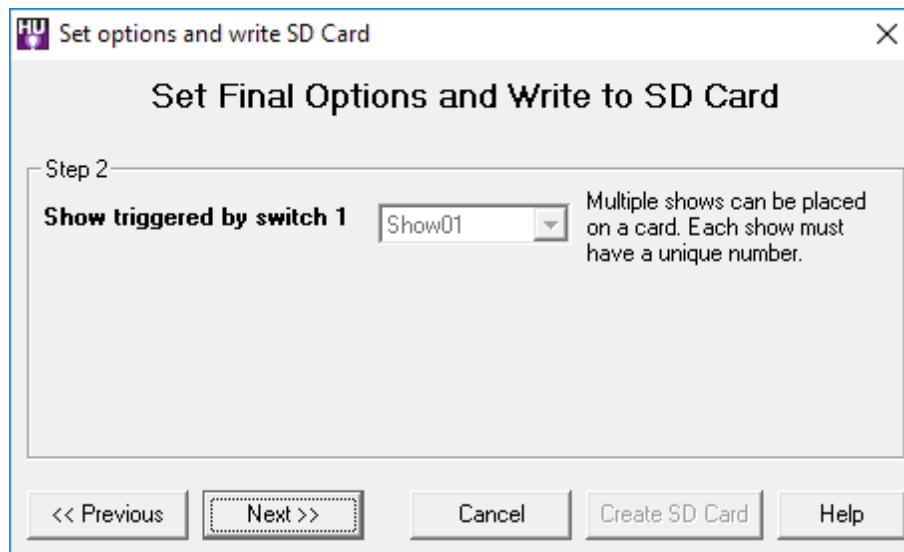 HU Set options and write SD Card
Set Final Options and Write to SD Card
Step 2
Show triggered by switch 1
Show01
Multiple shows can be placed
on a card. Each show must
have a unique number.
<< Previous
Next >>
Cancel
Create SD Card
Help